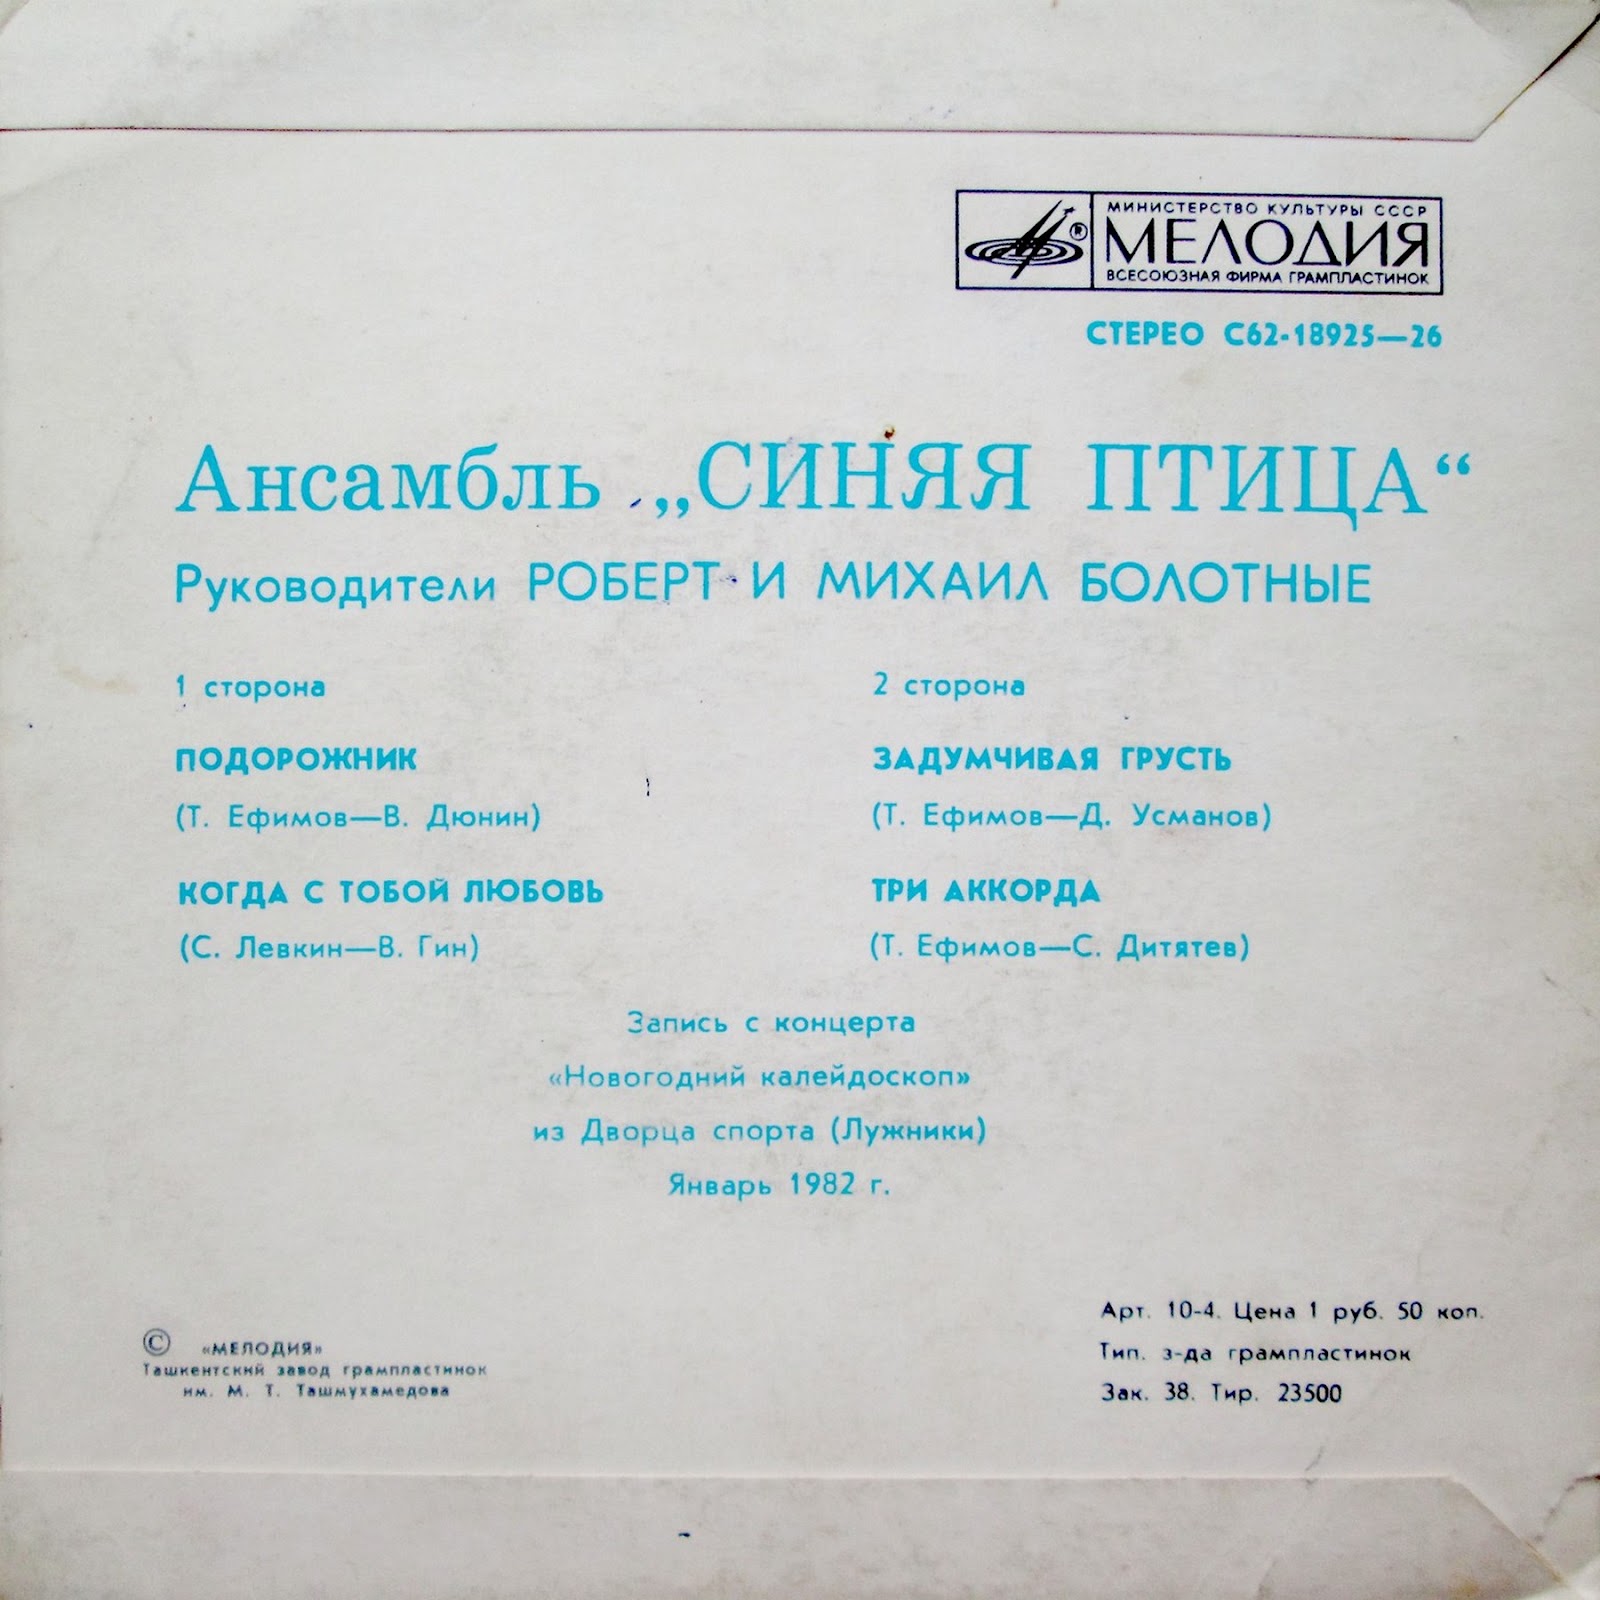 МИНИСТЕРСТВО КУЛЬТУРЫ СССР
МЕЛОДИЯ
ВСЕСОЮЗНАЯ ФИРМА ГРАМПЛАСТИНОК
®
СТЕРЕО С62-18925—26
Ансамбль „СИНЯЯ ПТИЦА“
Руководители РОБЕРТ И МИХАИЛ БОЛОТНЫЕ
1 сторона
ПОДОРОЖНИК
(Т. Ефимов—В. Дюнин)
КОГДА С ТОБОЙ ЛЮБОВЬ
(С. Левкин—В. Гин)
2 сторона
ЗАДУМЧИВАЯ ГРУСТЬ
(Т. Ефимов—Д. Усманов)
ТРИ АККОРДА
(Т. Ефимов—С. Дитятев)
Запись с концерта
«Новогодний калейдоскоп»
из Дворца спорта (Лужники)
Январь 1982 г.
© «МЕЛОДИЯ»
Ташкентский завод грампластинок
им. М. Т. Ташмухамедова
Арт. 10-4. Цена 1 руб. 50 коп.
Тип. з-да грампластинок
Зак. 38. Тир. 23500